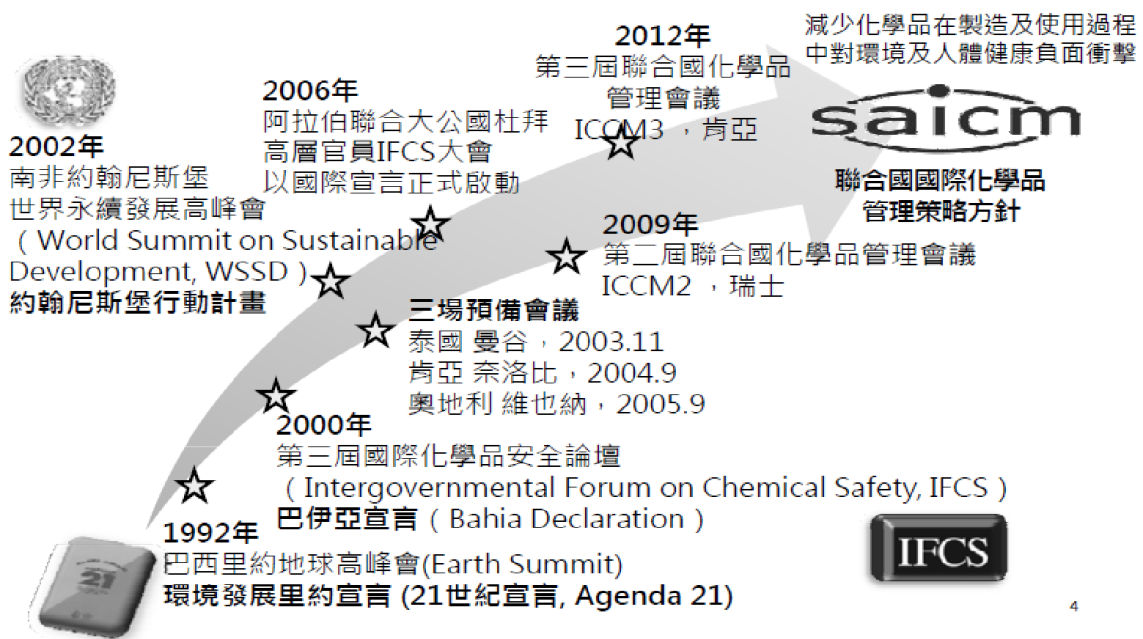 減少化學品在製造及使用過程
中對環境及人體健康負面衝擊
saicm
聯合國國際化學品
管理策略方針
2012年
第三屆聯合國化學品
管理會議
ICCM3 ，肯亞
2006年
阿拉伯聯合大公國杜拜
高層官員IFCS大會
以國際宣言正式啟動
2002年
南非約翰尼斯堡
世界永續發展高峰會
（World Summit on Sustainable
Development, WSSD）
約翰尼斯堡行動計畫
2009年
第二屆聯合國化學品管理會議
ICCM2 ，瑞士
三場預備會議
泰國 曼谷，2003.11
肯亞 奈洛比，2004.9
奧地利 維也納，2005.9
2000年
第三屆國際化學品安全論壇
（Intergovernmental Forum on Chemical Safety, IFCS）
巴伊亞宣言（Bahia Declaration）
1992年
巴西里約地球高峰會(Earth Summit)
環境發展里約宣言 (21世紀宣言, Agenda 21)
21
IFCS
4